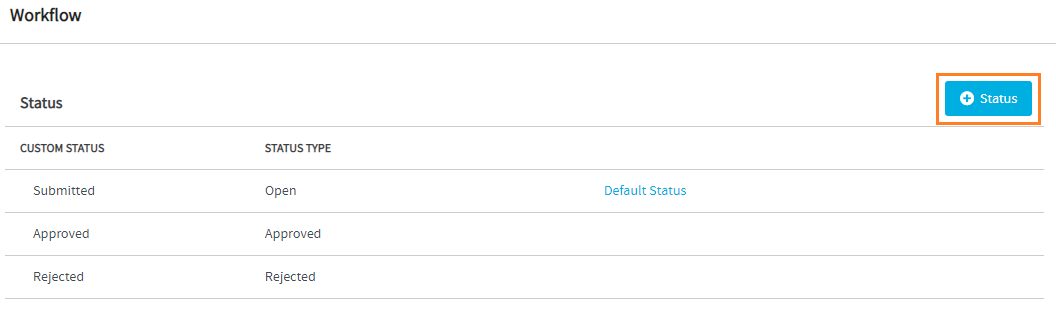 Workflow
Status
Status
CUSTOM STATUS STATUS TYPE
Submitted Open Default Status
Approved Approved
Rejected Rejected